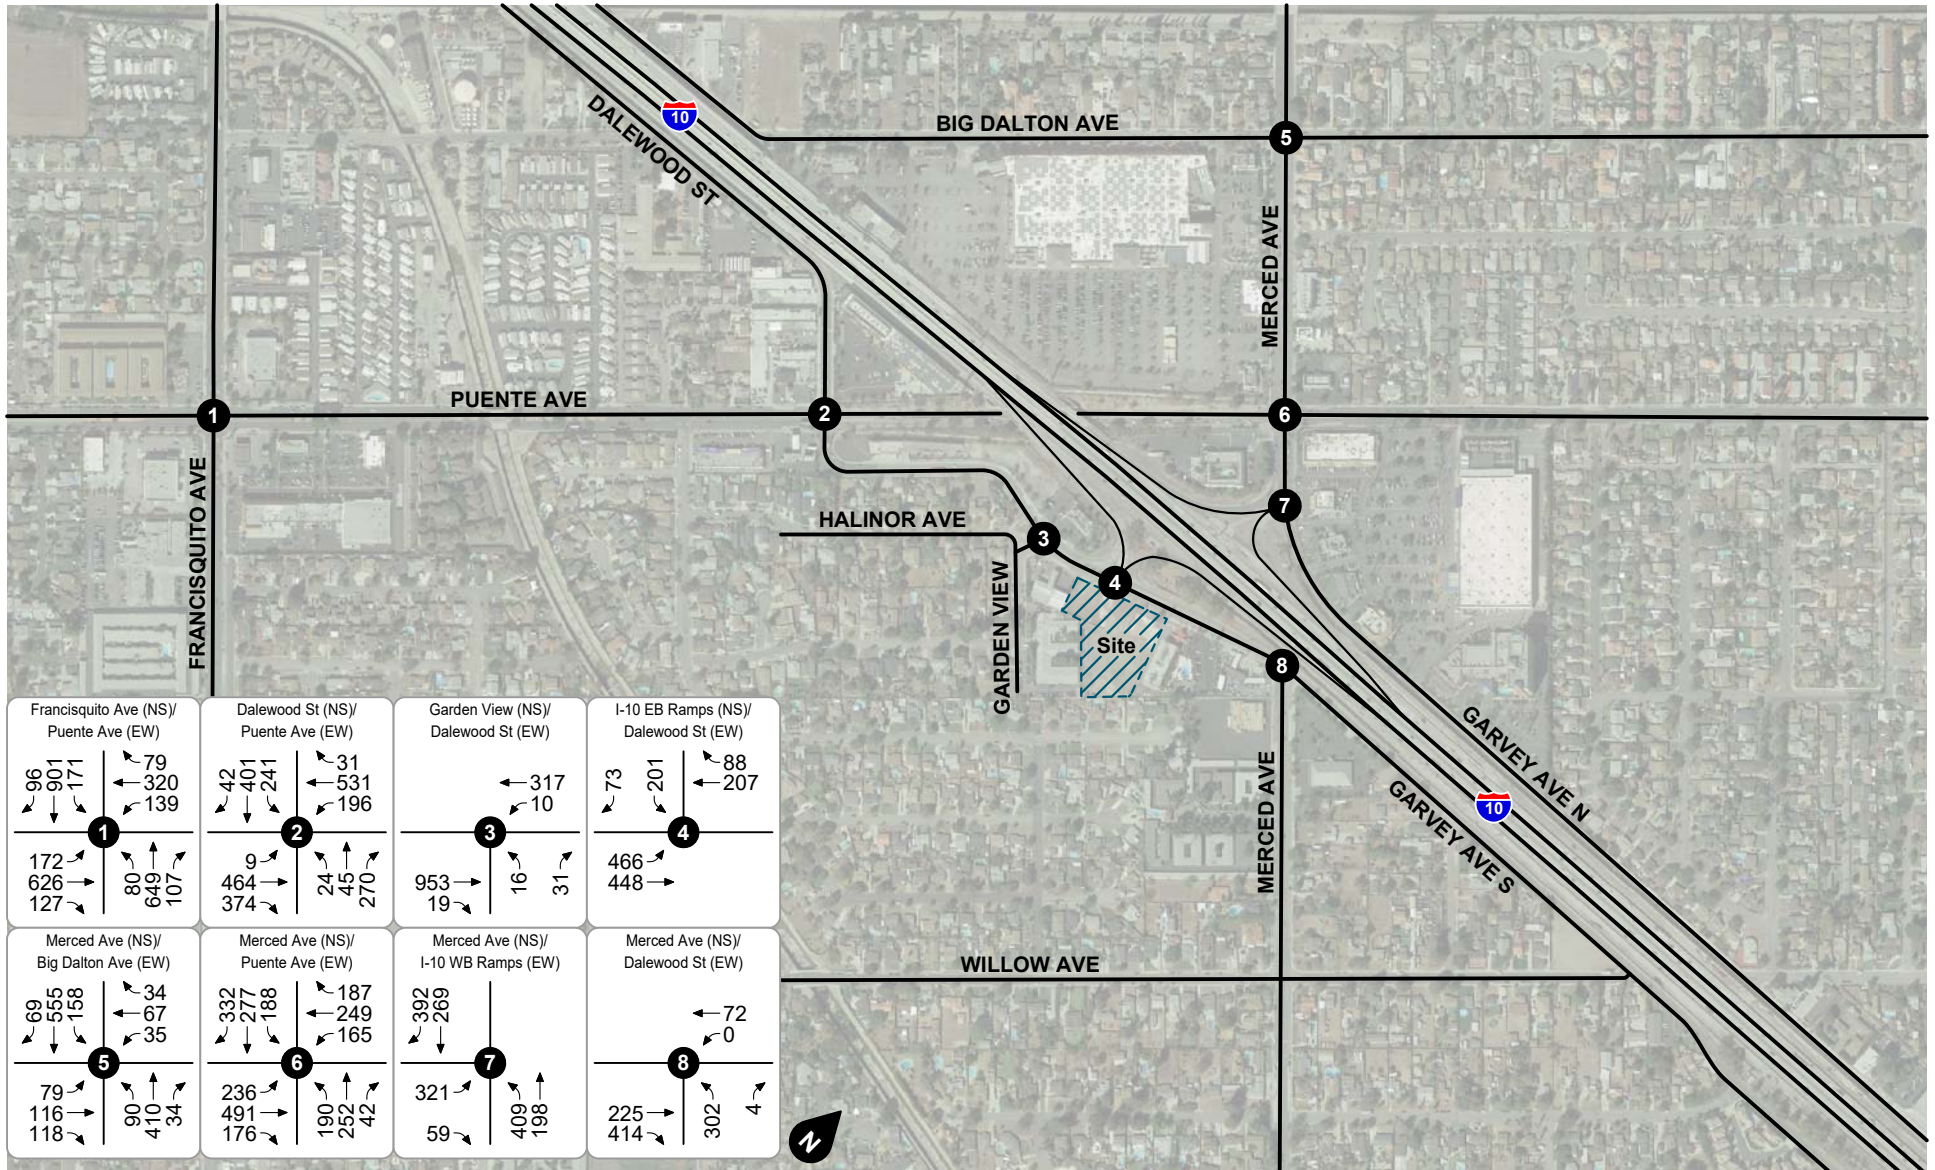 10
DALEWOOD ST
BIG DALTON AVE
5
MERCED AVE
1
PUENTE AVE
2
6
7
FRANCISQUITO AVE
HALINOR AVE
3
4
GARDEN VIEW
Site
8
GARVEY AVE N
10
GARVEY AVE S
MERCED AVE
WILLOW AVE
N
Francisquito Ave (NS)/
Puente Ave (EW)
96 901 171
79
320
139
1
172
626
127
80 649 107
Dalewood St (NS)/
Puente Ave (EW)
42 401 241
31
531
196
2
9
464
374
24 451 270
Garden View (NS)/
Dalewood St (EW)
317
10
3
953
19
16 31
I-10 EB Ramps (NS)/
Dalewood St (EW)
73 201
88
207
4
466
448
Merced Ave (NS)/
Big Dalton Ave (EW)
69 555 158
34
67
35
5
79
116
118
90 410 34
Merced Ave (NS)/
Puente Ave (EW)
332 277 188
187
249
165
6
236
491
176
190 252 42
Merced Ave (NS)/
I-10 WB Ramps (EW)
392 269
7
321
59
409 198
Merced Ave (NS)/
Dalewood St (EW)
72
0
8
225
414
302 4